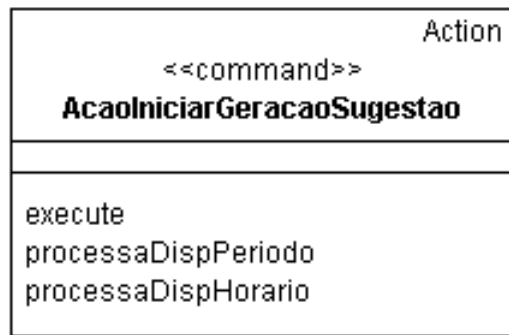 Action
<<command>>
AcaoIniciarGeracaoSugestao
execute
processaDispPeriodo
processaDispHorario